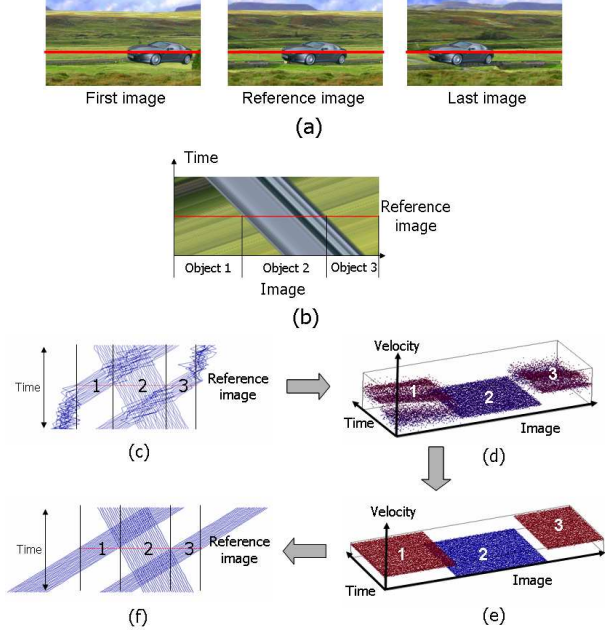 First image
Reference image
Last image
(a)
Time
Reference
image
Object 1
Object 2
Object 3
Image
(b)
Time
1
2
3
Reference
image
(c)
Velocity
1
2
3
Time
Image
(d)
Time
1
2
3
Reference
image
(f)
Velocity
1
2
3
Time
Image
(e)